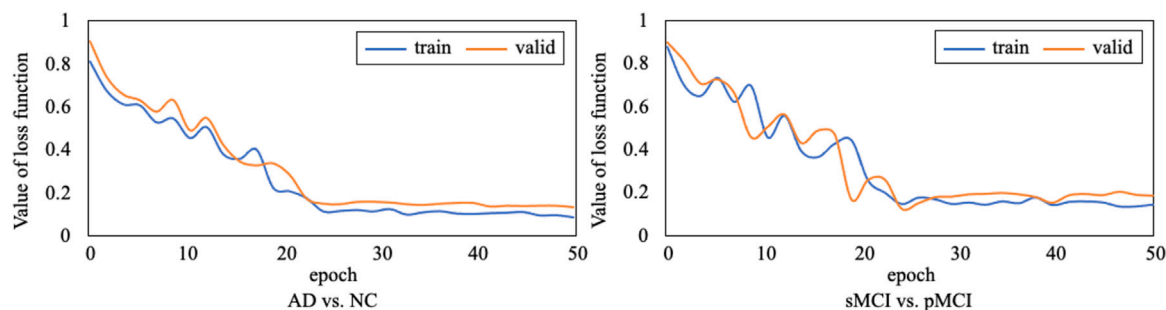 Value of loss function
1
0.8
0.6
0.4
0.2
0
train valid
0 10 20 30 40 50
epoch
AD vs. NC
Value of loss function
1
0.8
0.6
0.4
0.2
0
train valid
0 10 20 30 40 50
epoch
sMCI vs. pMCI